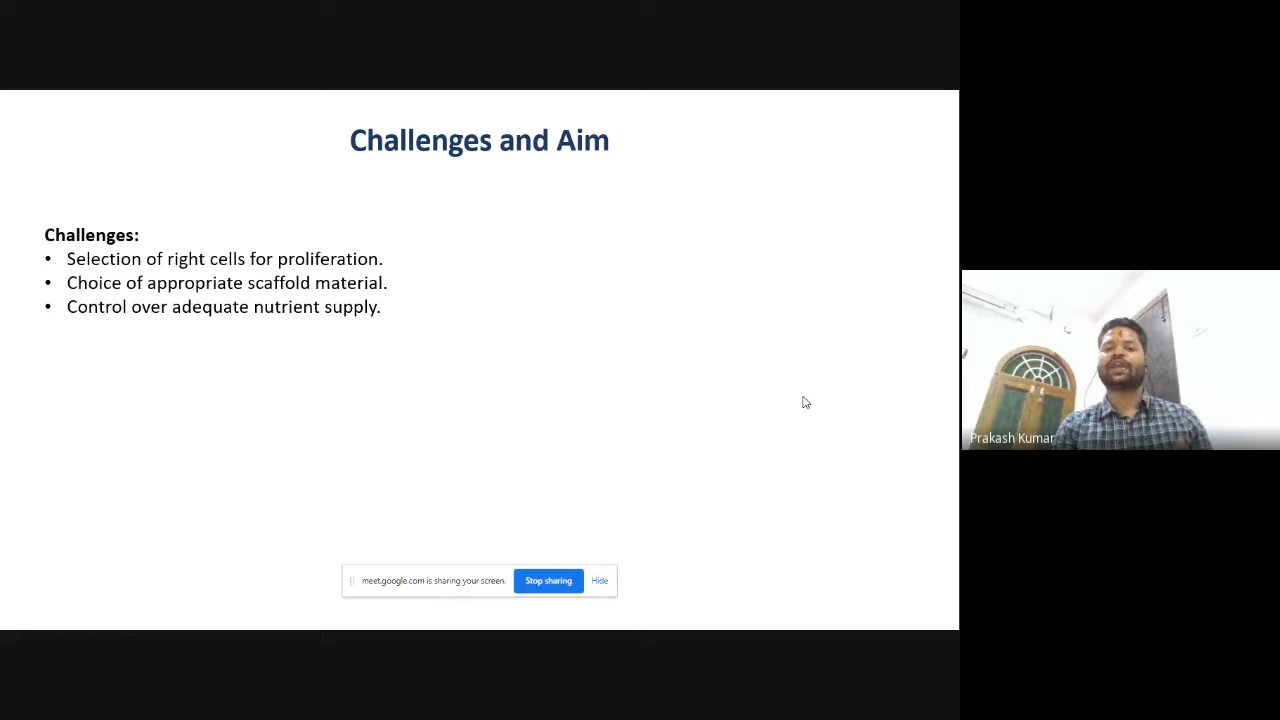 Challenges and Aim
Challenges:
• Selection of right cells for proliferation.
• Choice of appropriate scaffold material.
• Control over adequate nutrient supply.
meet.google.com is sharing your screen.
Stop sharing
Hide
Prakash Kumar